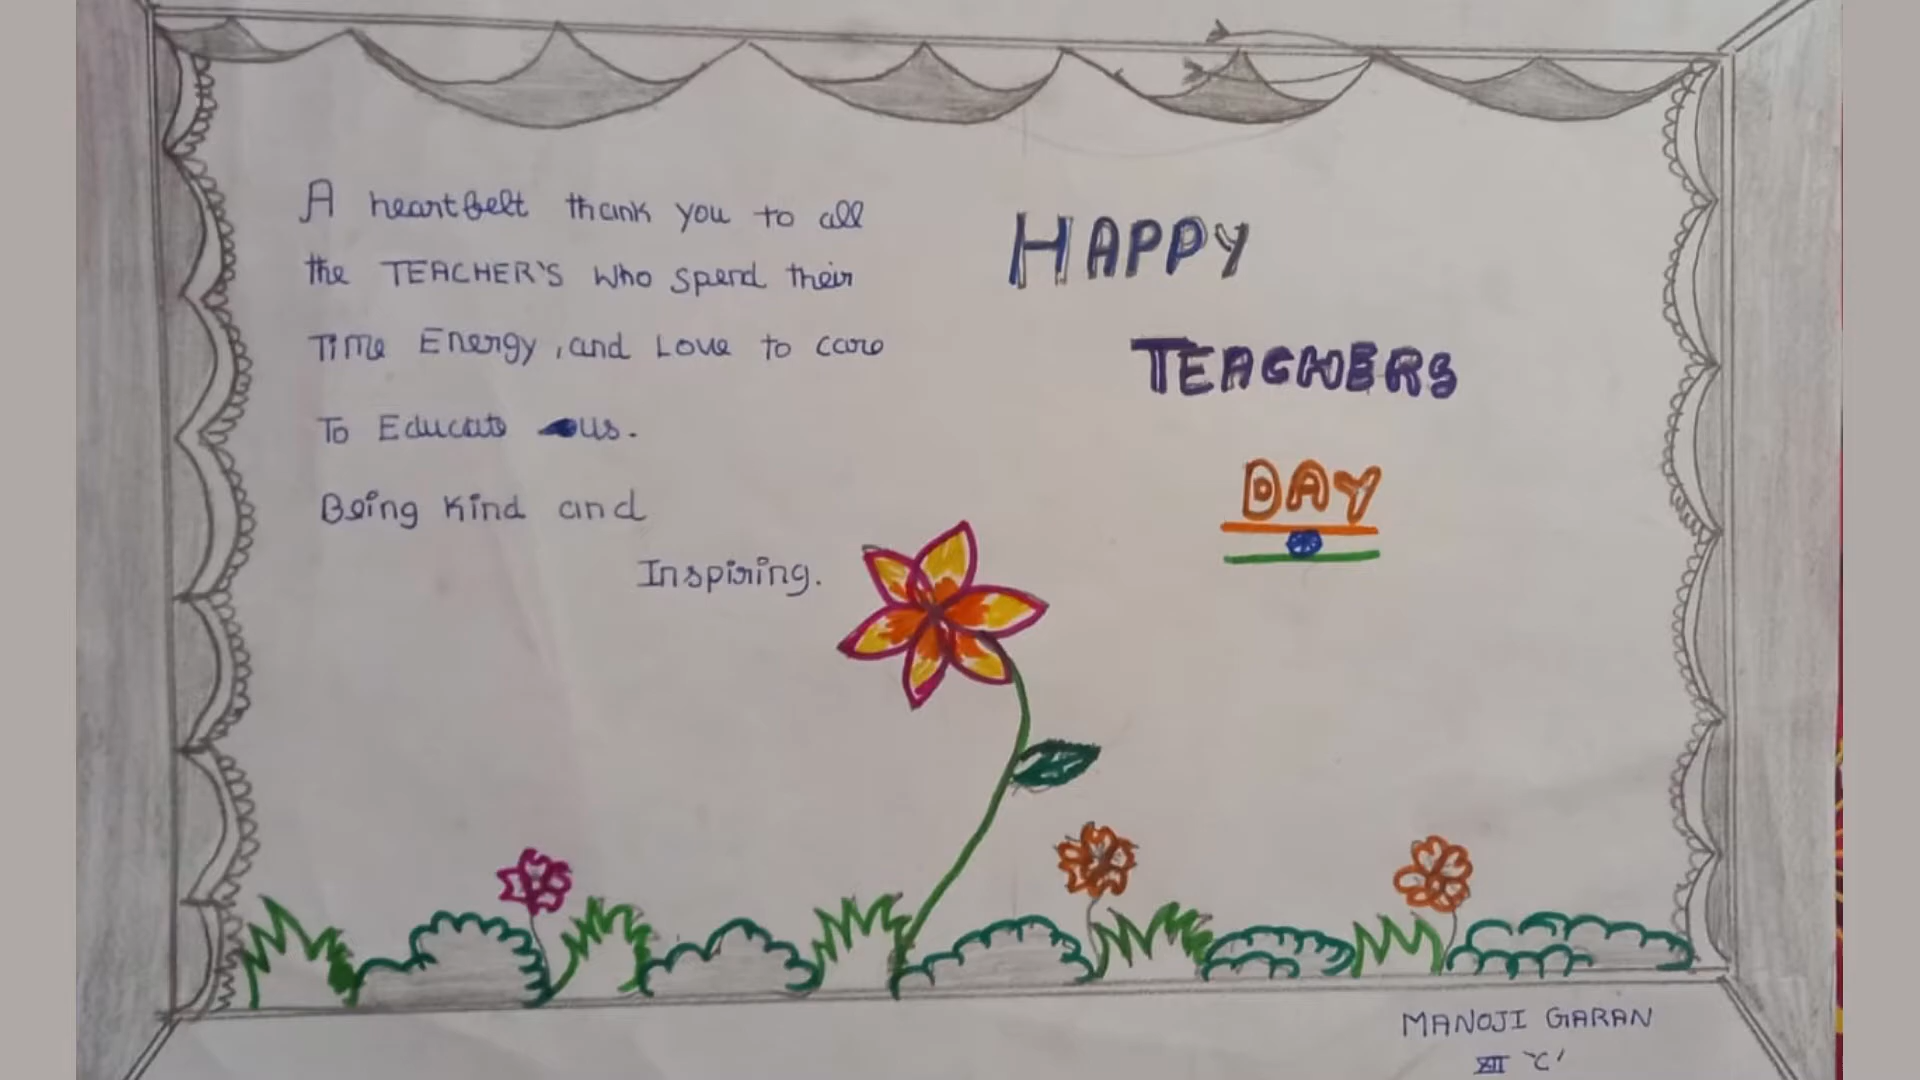 A heartfelt thank you to all
the TEACHER'S who spend their
Time Energy, and Love to care
To Educate us.
Being kind and
Inspiring.
HAPPY
TEACHERS
DAY
MANOJI GARAN
XII 'C'